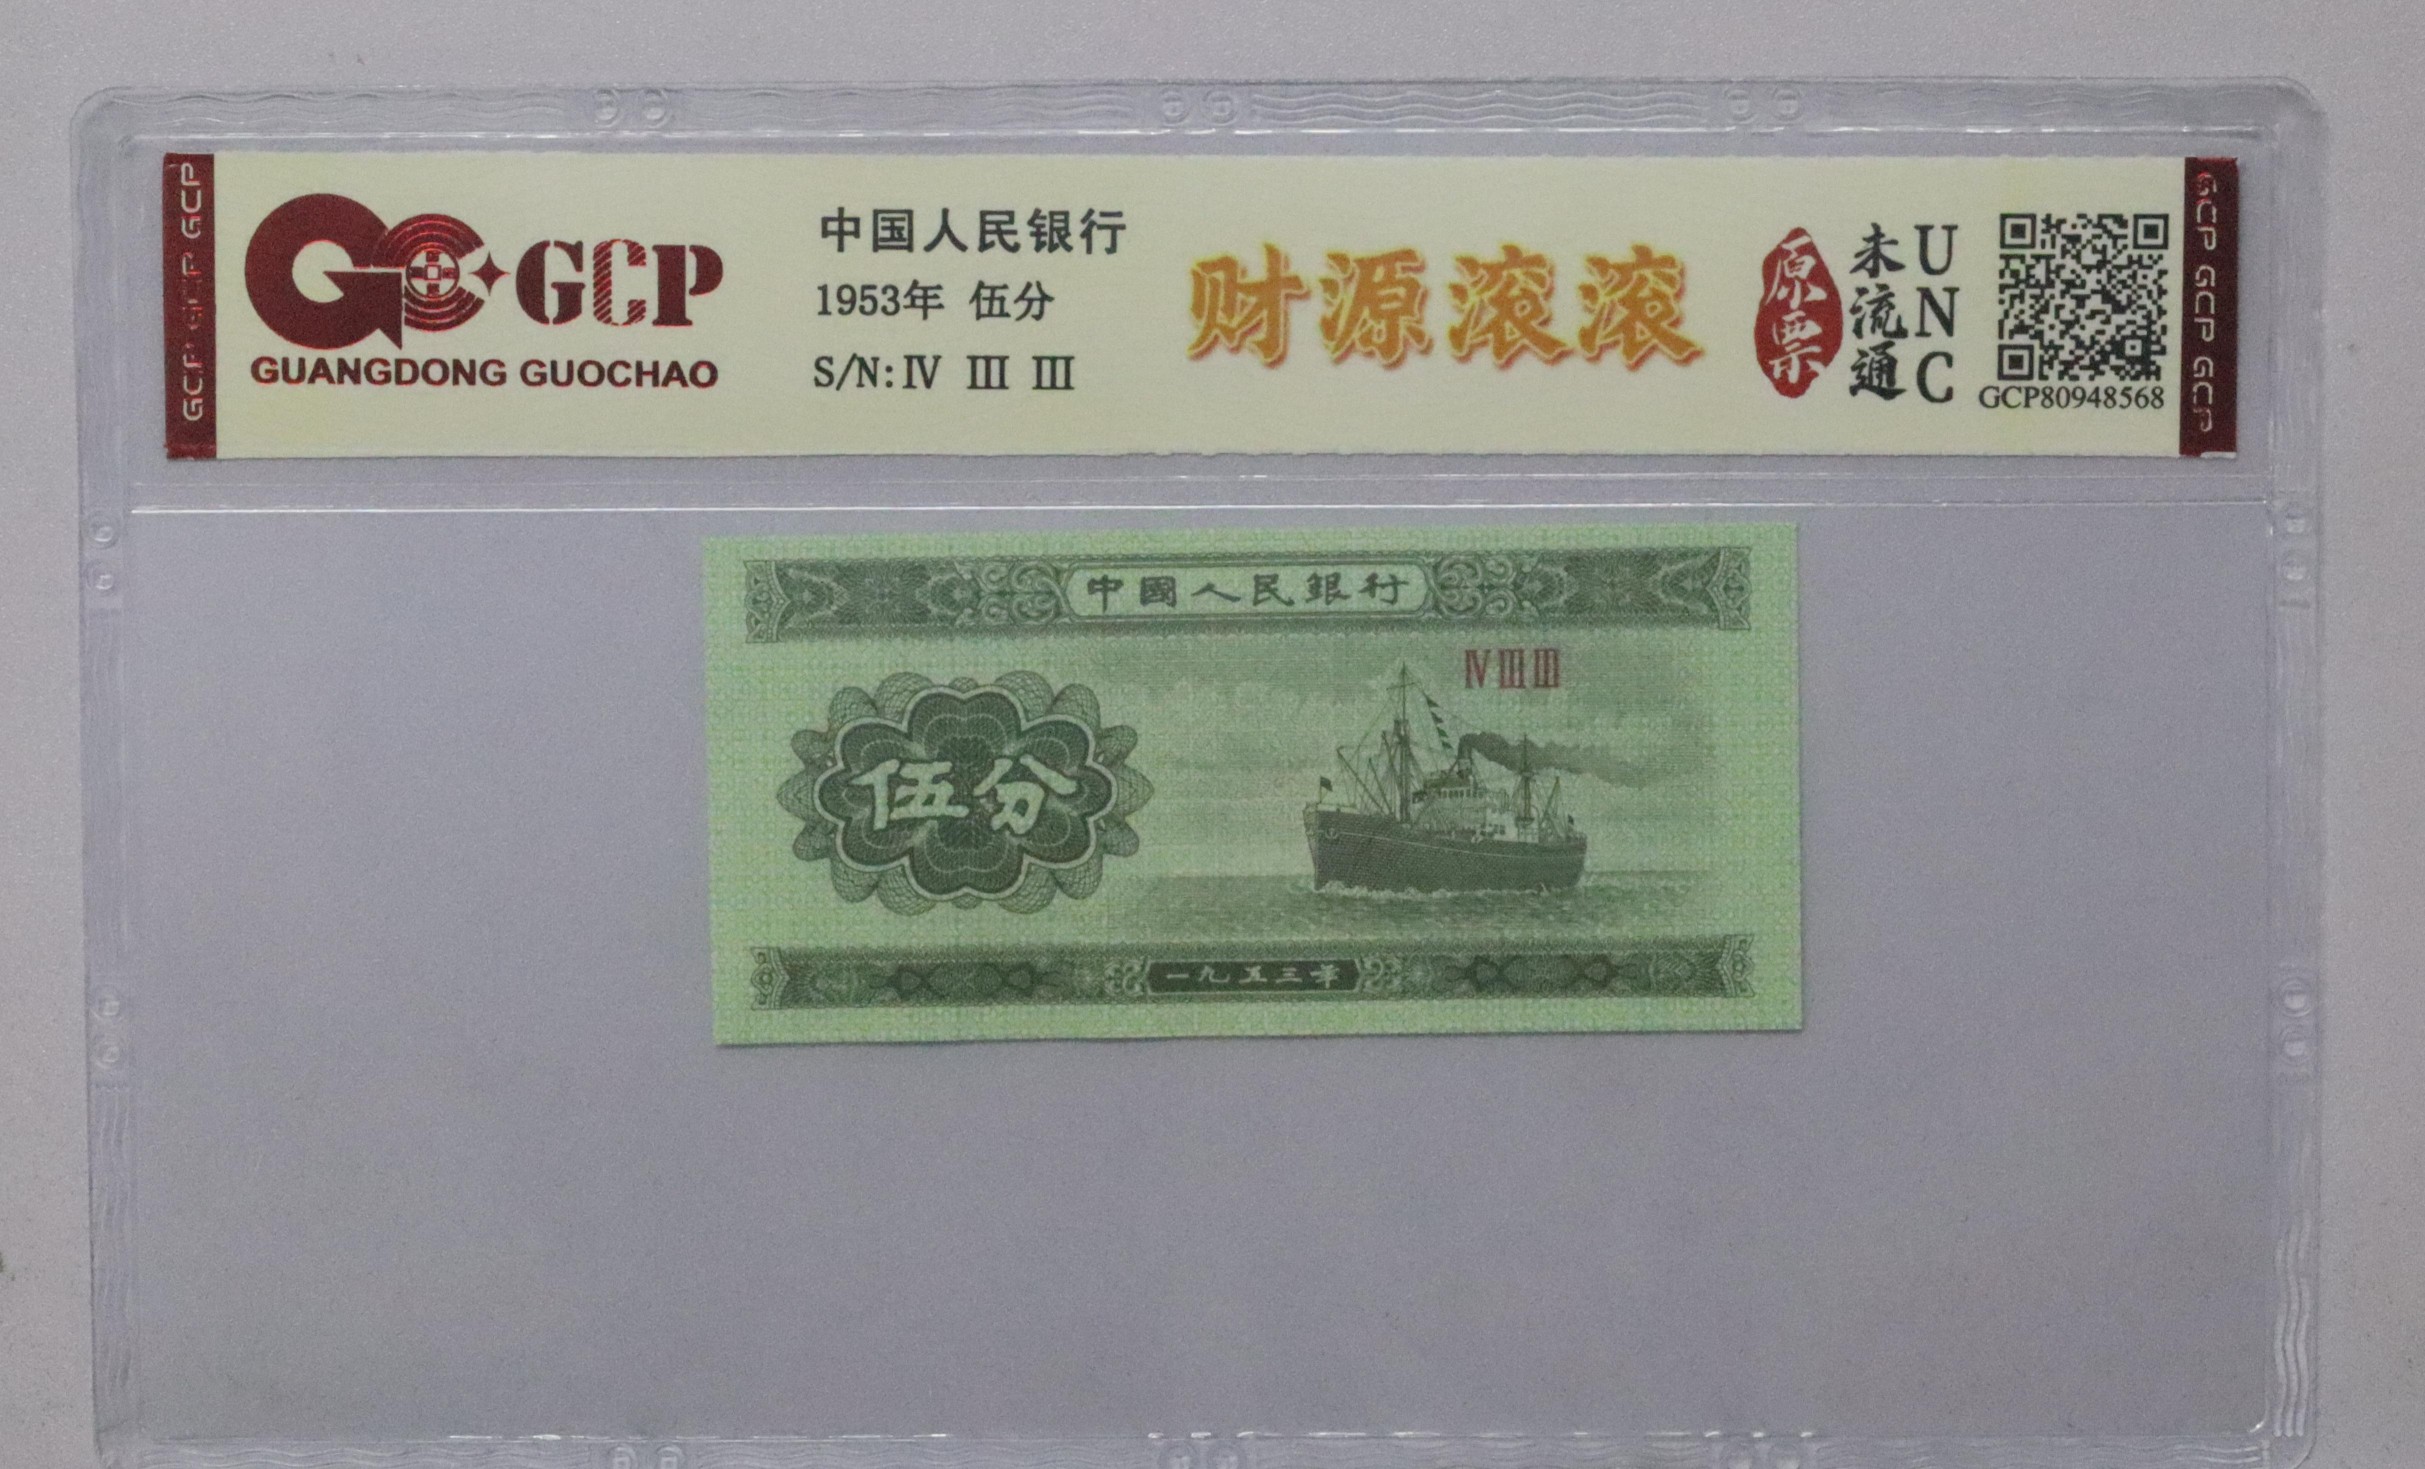 GCP GCP GCP
GCP
GUANGDONG GUOCHAO
中国人民银行
1953年 伍分
S/N: Ⅳ Ⅲ Ⅲ
财源滚滚
原票
未流通
UNC
GCP80948568
GCP GCP GCP
中國人民銀行
Ⅳ Ⅲ Ⅲ
伍分
一九五三年